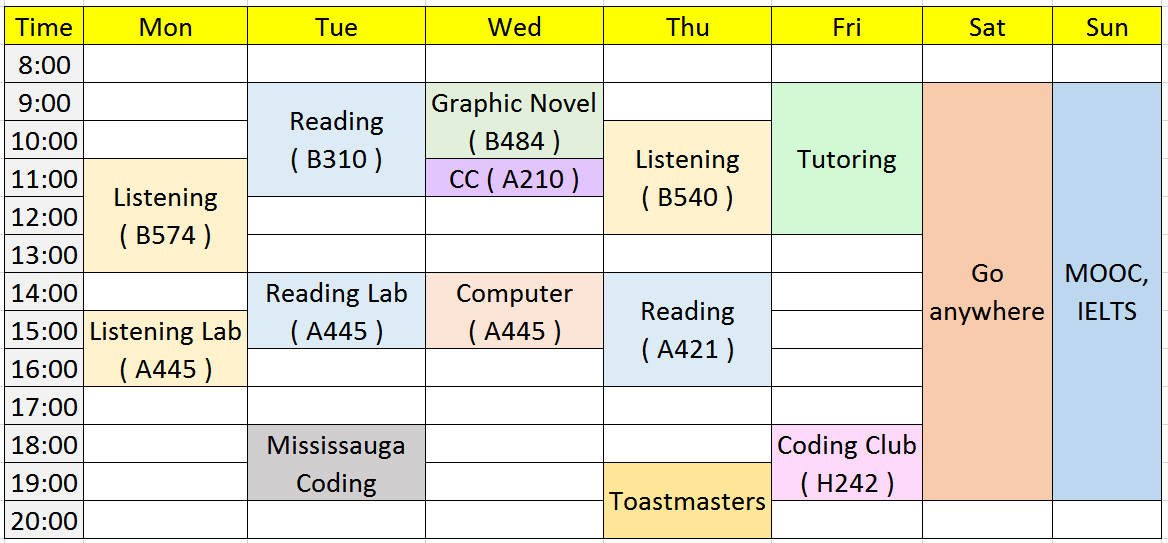 Time Mon Tue Wed Thu Fri Sat Sun
8:00
9:00
10:00
11:00
12:00
13:00
14:00
15:00
16:00
17:00
18:00
19:00
20:00
Listening
( B574 )
Listening Lab
( A445 )
Reading
( B310 )
Reading Lab
( A445 )
Mississauga
Coding
Graphic Novel
( B484 )
CC ( A210 )
Computer
( A445 )
Listening
( B540 )
Reading
( A421 )
Toastmasters
Tutoring
Coding Club
( H242 )
Go
anywhere
MOOC,
IELTS